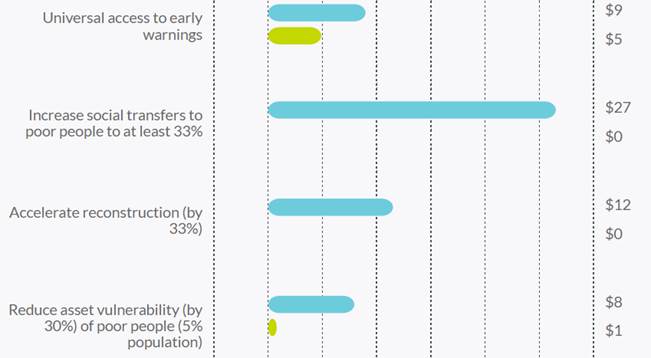 Universal access to early
warnings
$9
$5
Increase social transfers to
poor people to at least 33%
$27
$0
Accelerate reconstruction (by
33%)
$12
$0
Reduce asset vulnerability (by
30%) of poor people (5%
population)
$8
$1